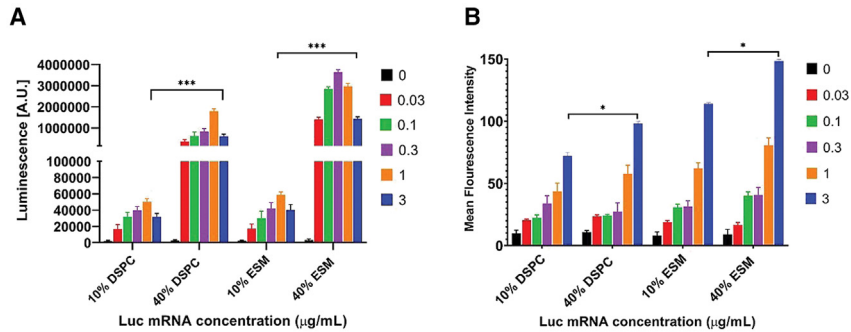 A
Luminescence [A.U.]
4000000
3000000
2000000
1000000
100000
80000
60000
40000
20000
0
***
***
0
0.03
0.1
0.3
1
3
10% DSPC
40% DSPC
10% ESM
40% ESM
Luc mRNA concentration (μg/mL)
B
Mean Fluorescence Intensity
150
100
50
0
*
*
0
0.03
0.1
0.3
1
3
10% DSPC
40% DSPC
10% ESM
40% ESM
Luc mRNA concentration (μg/mL)